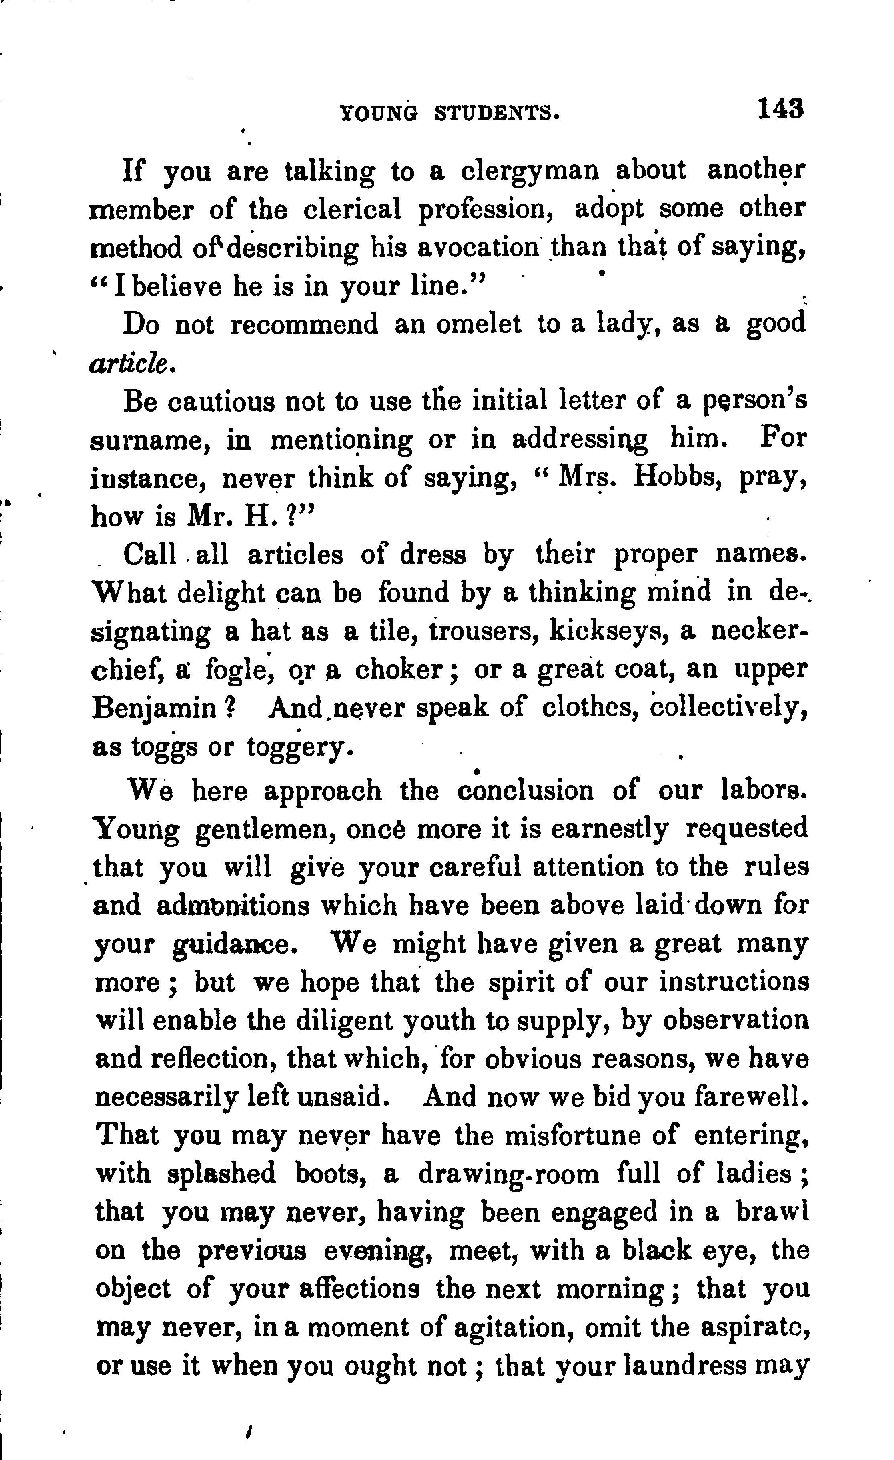 YOUNG STUDENTS. 143
If you are talking to a clergyman about another
member of the clerical profession, adopt some other
method of describing his avocation than that of saying,
“I believe he is in your line.”
Do not recommend an omelet to a lady, as a good
article.
Be cautious not to use the initial letter of a person’s
surname, in mentioning or in addressing him. For
instance, never think of saying, “Mrs. Hobbs, pray,
how is Mr. H.?”
Call all articles of dress by their proper names.
What delight can be found by a thinking mind in de-
signating a hat as a tile, trousers, kickseys, a necker-
chief, a fogle, or a choker; or a great coat, an upper
Benjamin? And never speak of clothes, collectively,
as toggs or toggery.
We here approach the conclusion of our labors.
Young gentlemen, once more it is earnestly requested
that you will give your careful attention to the rules
and admonitions which have been above laid down for
your guidance. We might have given a great many
more; but we hope that the spirit of our instructions
will enable the diligent youth to supply, by observation
and reflection, that which, for obvious reasons, we have
necessarily left unsaid. And now we bid you farewell.
That you may never have the misfortune of entering,
with splashed boots, a drawing-room full of ladies;
that you may never, having been engaged in a brawl
on the previous evening, meet, with a black eye, the
object of your affections the next morning; that you
may never, in a moment of agitation, omit the aspirate,
or use it when you ought not; that your laundress may